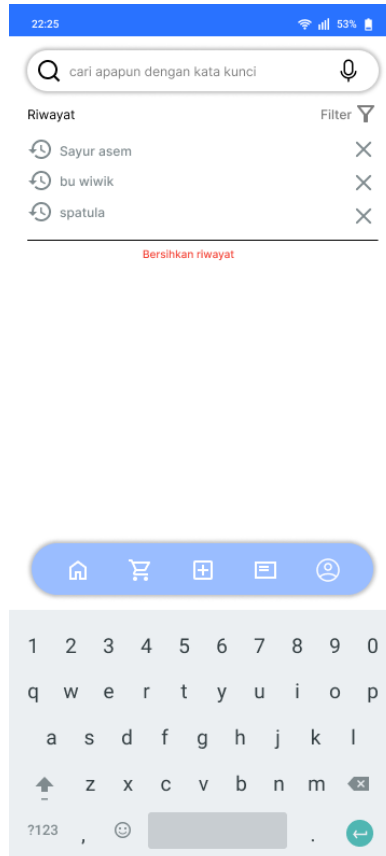 22:25 53%
cari apapun dengan kata kunci
Riwayat Filter
Sayur asem
bu wiwik
spatula
Bersihkan riwayat
1 2 3 4 5 6 7 8 9 0
q w e r t y u i o p
a s d f g h j k l
z x c v b n m
?123 , .